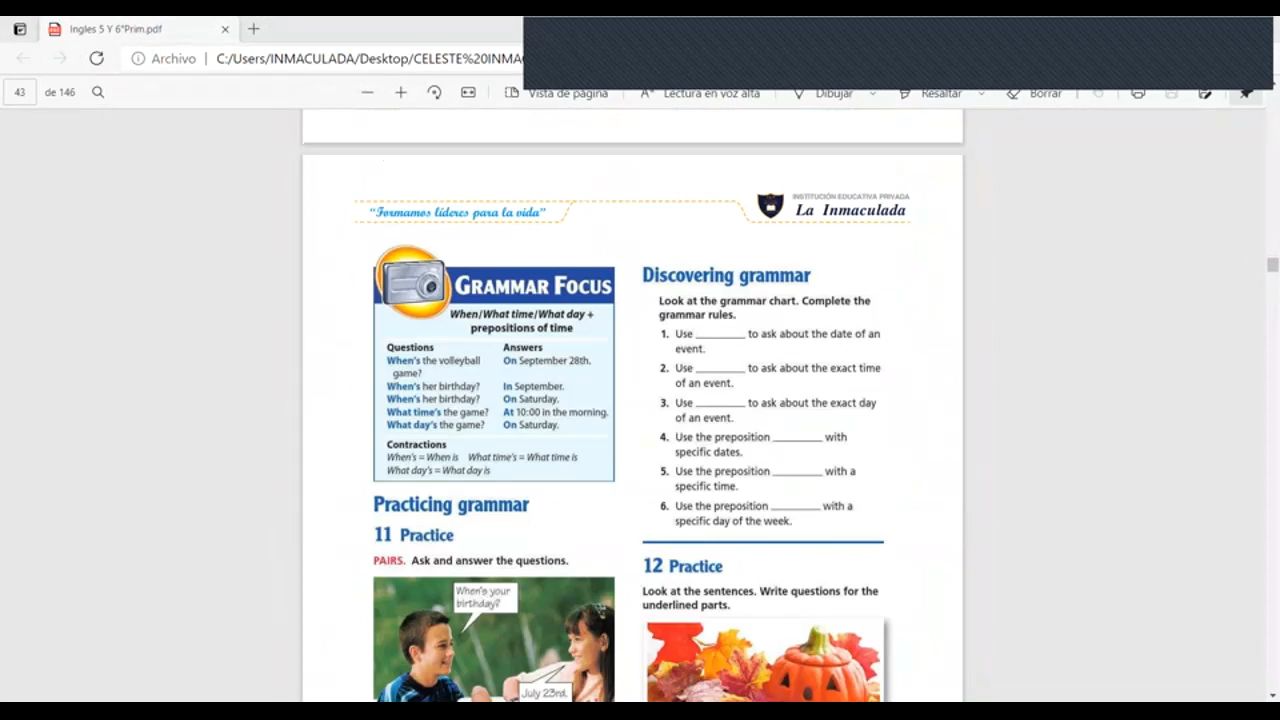 Ingles 5 Y 6°Prim.pdf
Archivo | C:/Users/INMACULADA/Desktop/CELESTE%20INMA
43 de 146
Vista de página
Lectura en voz alta
Dibujar
Resaltar
Borrar
"Formamos líderes para la vida"
INSTITUCIÓN EDUCATIVA PRIVADA
La Inmaculada
GRAMMAR FOCUS
When/What time/What day +
prepositions of time
Questions Answers
When's the volleyball On September 28th.
game?
When's her birthday? In September.
When's her birthday? On Saturday.
What time's the game? At 10:00 in the morning.
What day's the game? On Saturday.
Contractions
When's = When is What time's = What time is
What day's = What day is
Practicing grammar
11 Practice
PAIRS. Ask and answer the questions.
When's your
birthday?
July 23rd.
Discovering grammar
Look at the grammar chart. Complete the
grammar rules.
1. Use _________ to ask about the date of an
event.
2. Use _________ to ask about the exact time
of an event.
3. Use _________ to ask about the exact day
of an event.
4. Use the preposition _________ with
specific dates.
5. Use the preposition _________ with a
specific time.
6. Use the preposition _________ with a
specific day of the week.
12 Practice
Look at the sentences. Write questions for the
underlined parts.